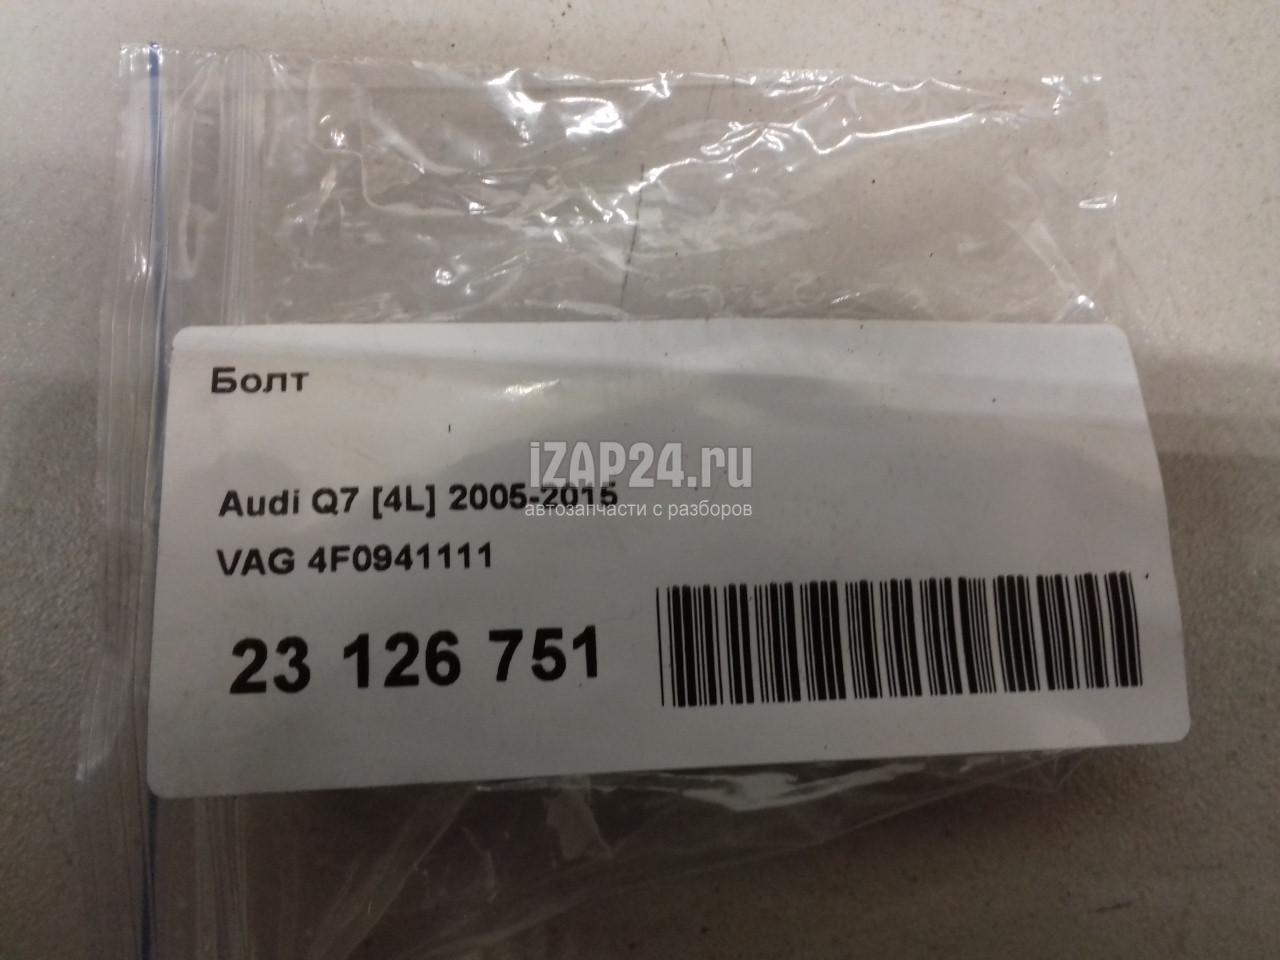 Болт
iZAP24.ru
Audi Q7 [4L] 2005-2015
автозапчасти с разборов
VAG 4F0941111
23 126 751